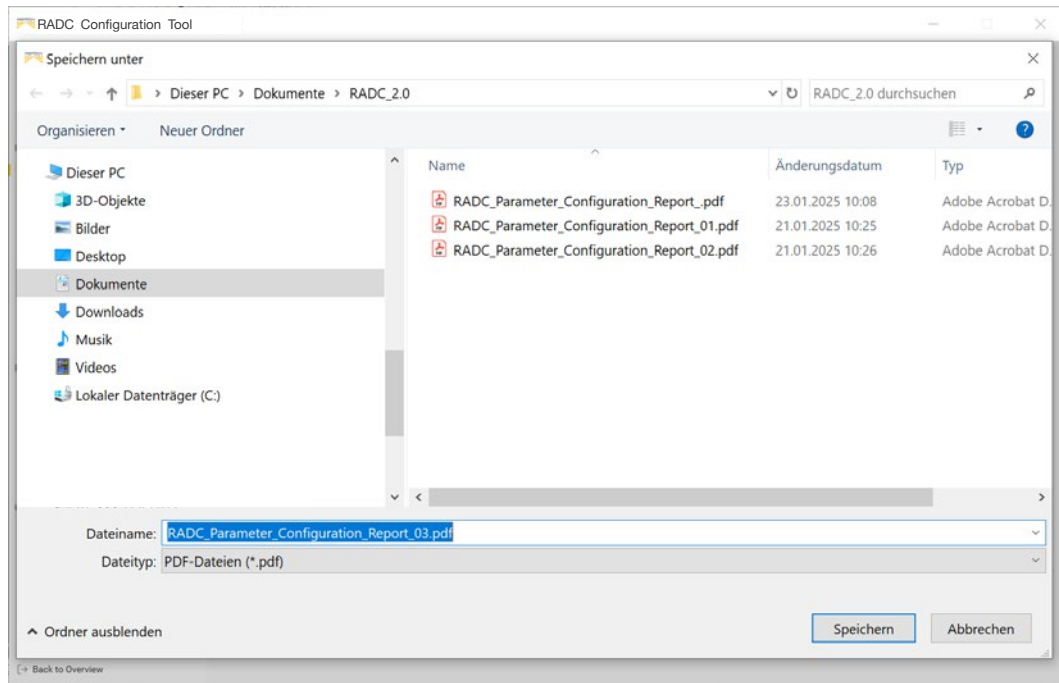 RADC Configuration Tool
Speichern unter
Dieser PC > Dokumente > RADC_2.0
RADC_2.0 durchsuchen
Organisieren
Neuer Ordner
?
Dieser PC
3D-Objekte
Bilder
Desktop
Dokumente
Downloads
Musik
Videos
Lokaler Datenträger (C:)
Name Änderungsdatum Typ
RADC_Parameter_Configuration_Report_.pdf 23.01.2025 10:08 Adobe Acrobat D.
RADC_Parameter_Configuration_Report_01.pdf 21.01.2025 10:25 Adobe Acrobat D.
RADC_Parameter_Configuration_Report_02.pdf 21.01.2025 10:26 Adobe Acrobat D.
Dateiname: RADC_Parameter_Configuration_Report_03.pdf
Dateityp: PDF-Dateien (*.pdf)
Ordner ausblenden
Speichern
Abbrechen
Back to Overview